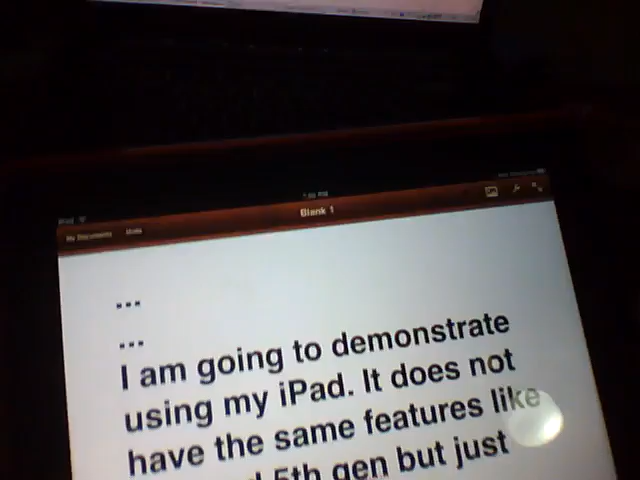 iPad
My Documents Undo
Blank 1
...
...
I am going to demonstrate
using my iPad. It does not
have the same features like
5th gen but just